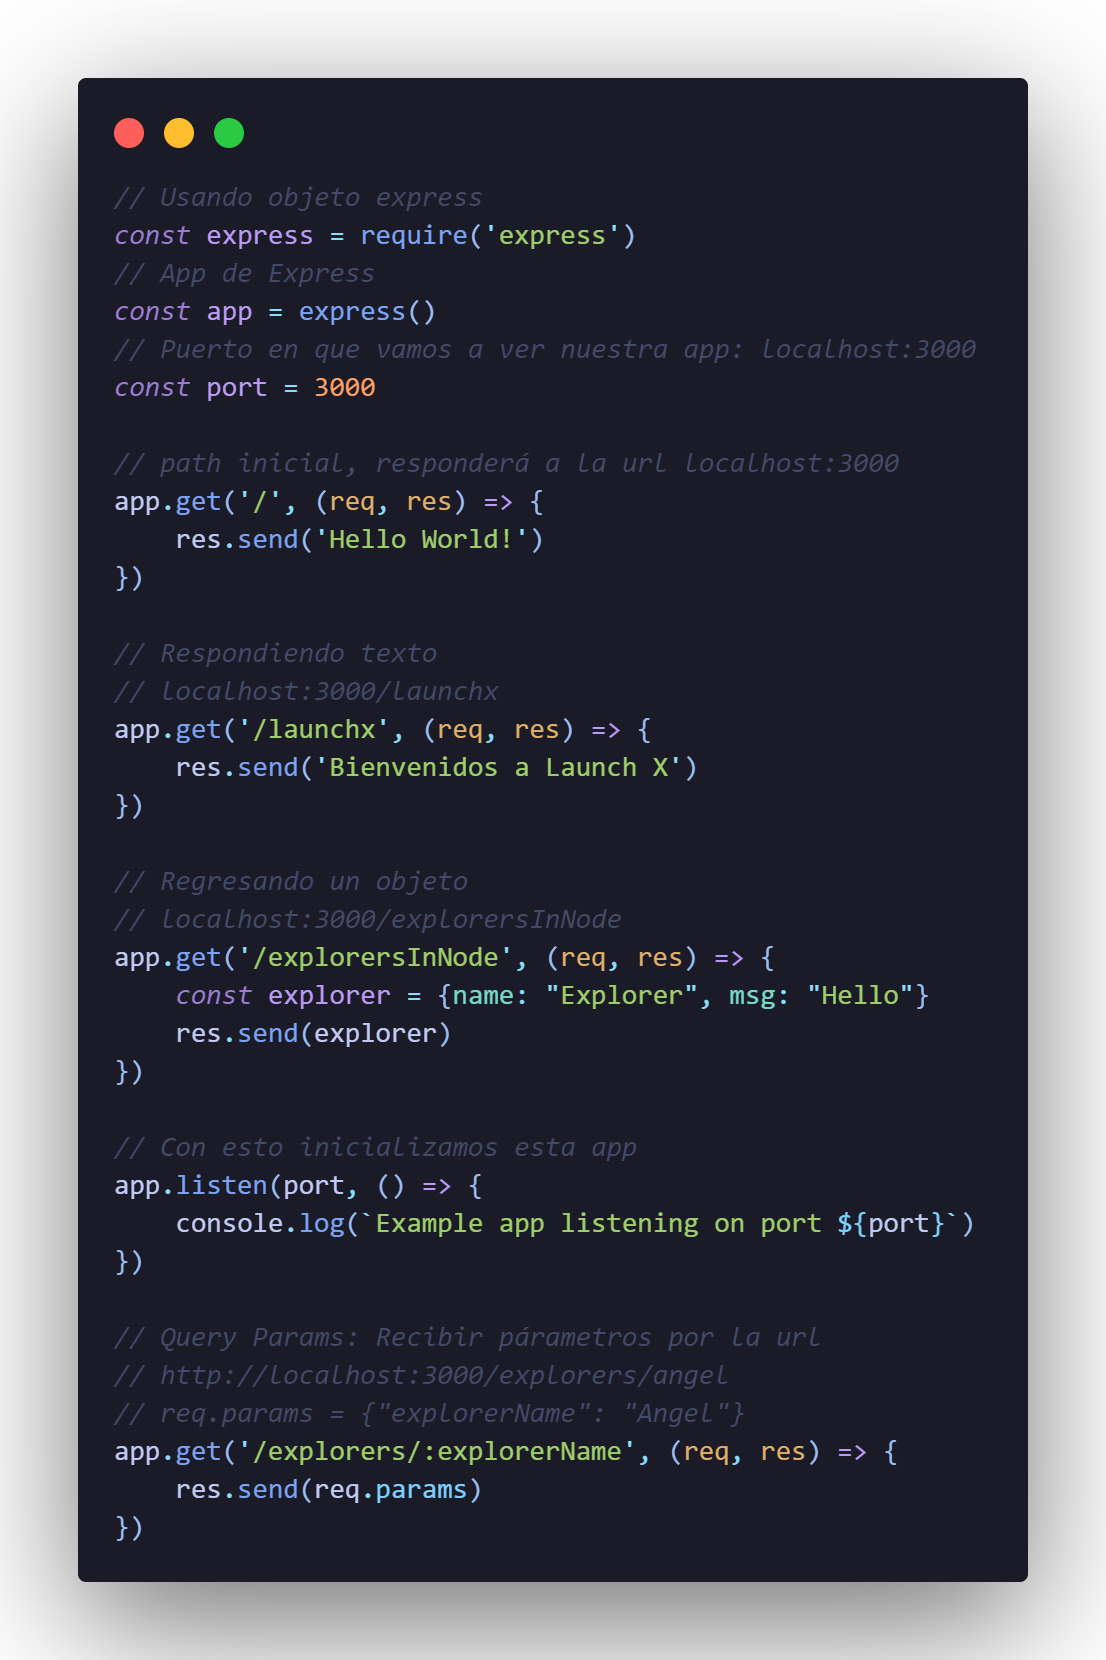 // Usando objeto express
const express = require('express')
// App de Express
const app = express()
// Puerto en que vamos a ver nuestra app: localhost:3000
const port = 3000
// path inicial, responderá a la url localhost:3000
app.get('/', (req, res) => {
    res.send('Hello World!')
})
// Respondiendo texto
// localhost:3000/launchx
app.get('/launchx', (req, res) => {
    res.send('Bienvenidos a Launch X')
})
// Regresando un objeto
// localhost:3000/explorersInNode
app.get('/explorersInNode', (req, res) => {
    const explorer = {name: "Explorer", msg: "Hello"}
    res.send(explorer)
})
// Con esto inicializamos esta app
app.listen(port, () => {
    console.log(`Example app listening on port ${port}`)
})
// Query Params: Recibir párametros por la url
// http://localhost:3000/explorers/angel
// req.params = {"explorerName": "Angel"}
app.get('/explorers/:explorerName', (req, res) => {
    res.send(req.params)
})